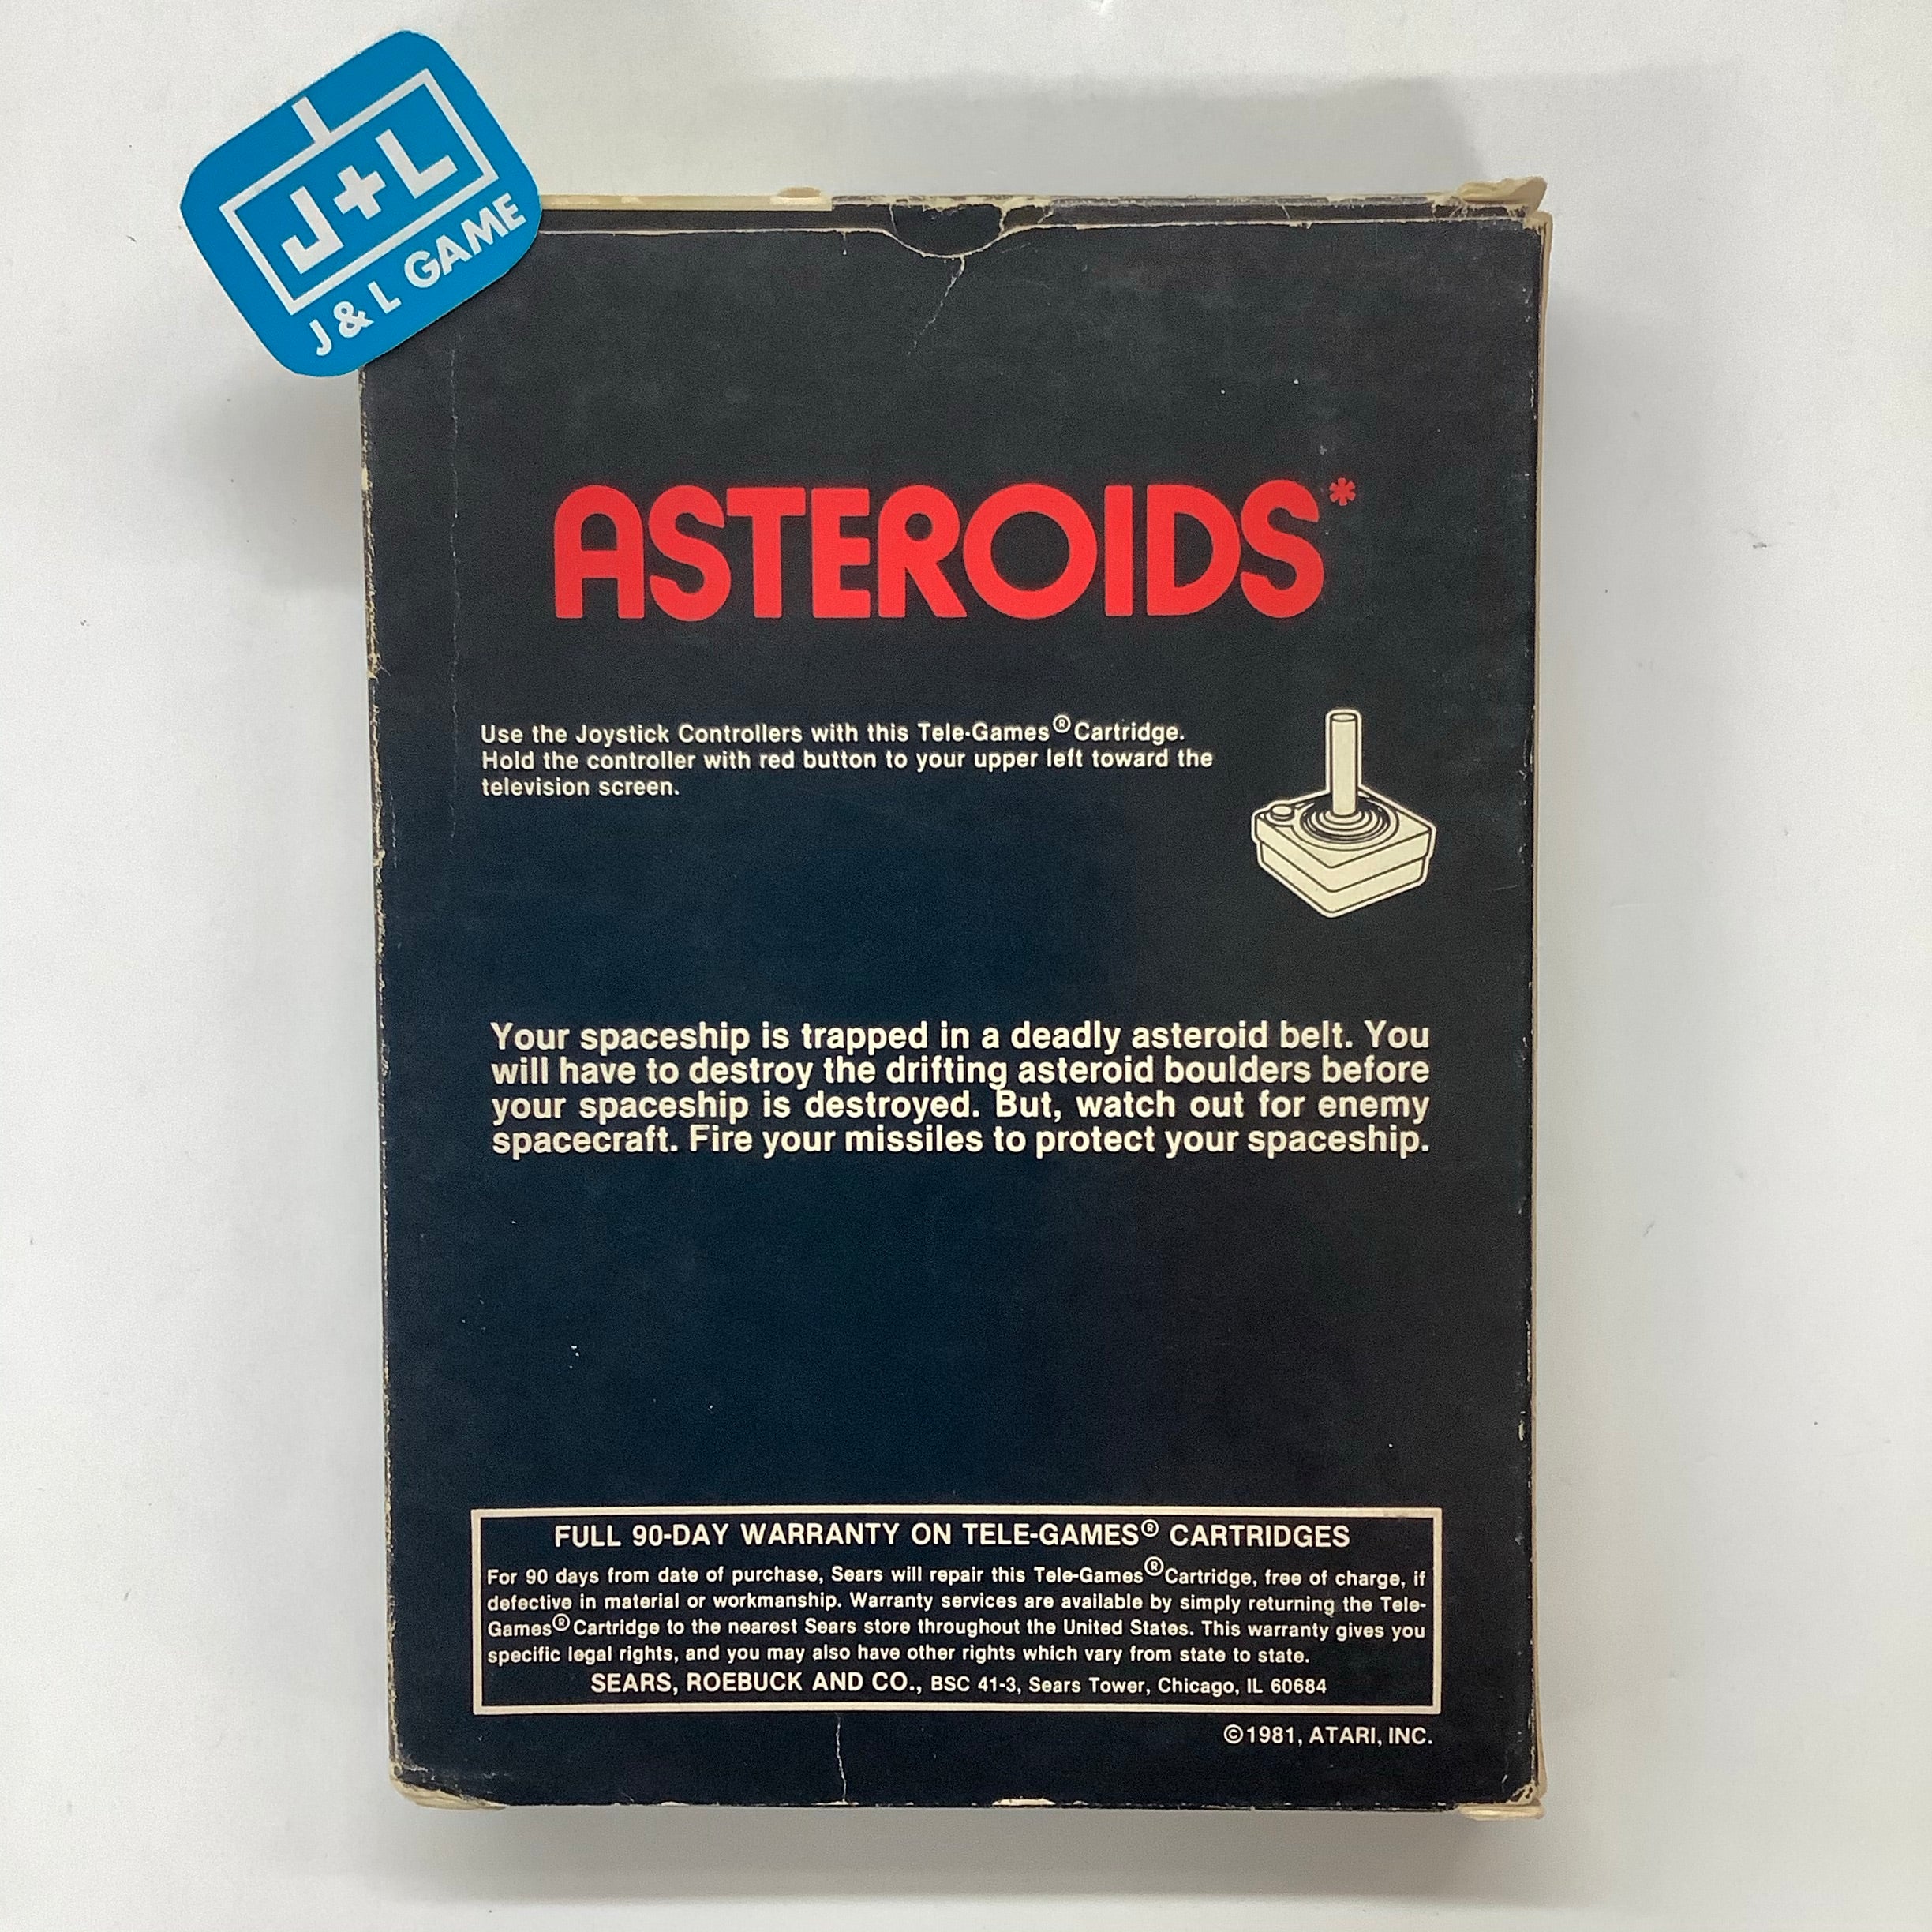 J+L
J & L GAME
ASTEROIDS*
Use the Joystick Controllers with this Tele-Games® Cartridge.
Hold the controller with red button to your upper left toward the
television screen.
Your spaceship is trapped in a deadly asteroid belt. You
will have to destroy the drifting asteroid boulders before
your spaceship is destroyed. But, watch out for enemy
spacecraft. Fire your missiles to protect your spaceship.
FULL 90-DAY WARRANTY ON TELE-GAMES® CARTRIDGES
For 90 days from date of purchase, Sears will repair this Tele-Games® Cartridge, free of charge, if
defective in material or workmanship. Warranty services are available by simply returning the Tele-
Games® Cartridge to the nearest Sears store throughout the United States. This warranty gives you
specific legal rights, and you may also have other rights which vary from state to state.
SEARS, ROEBUCK AND CO., BSC 41-3, Sears Tower, Chicago, IL 60684
©1981, ATARI, INC.